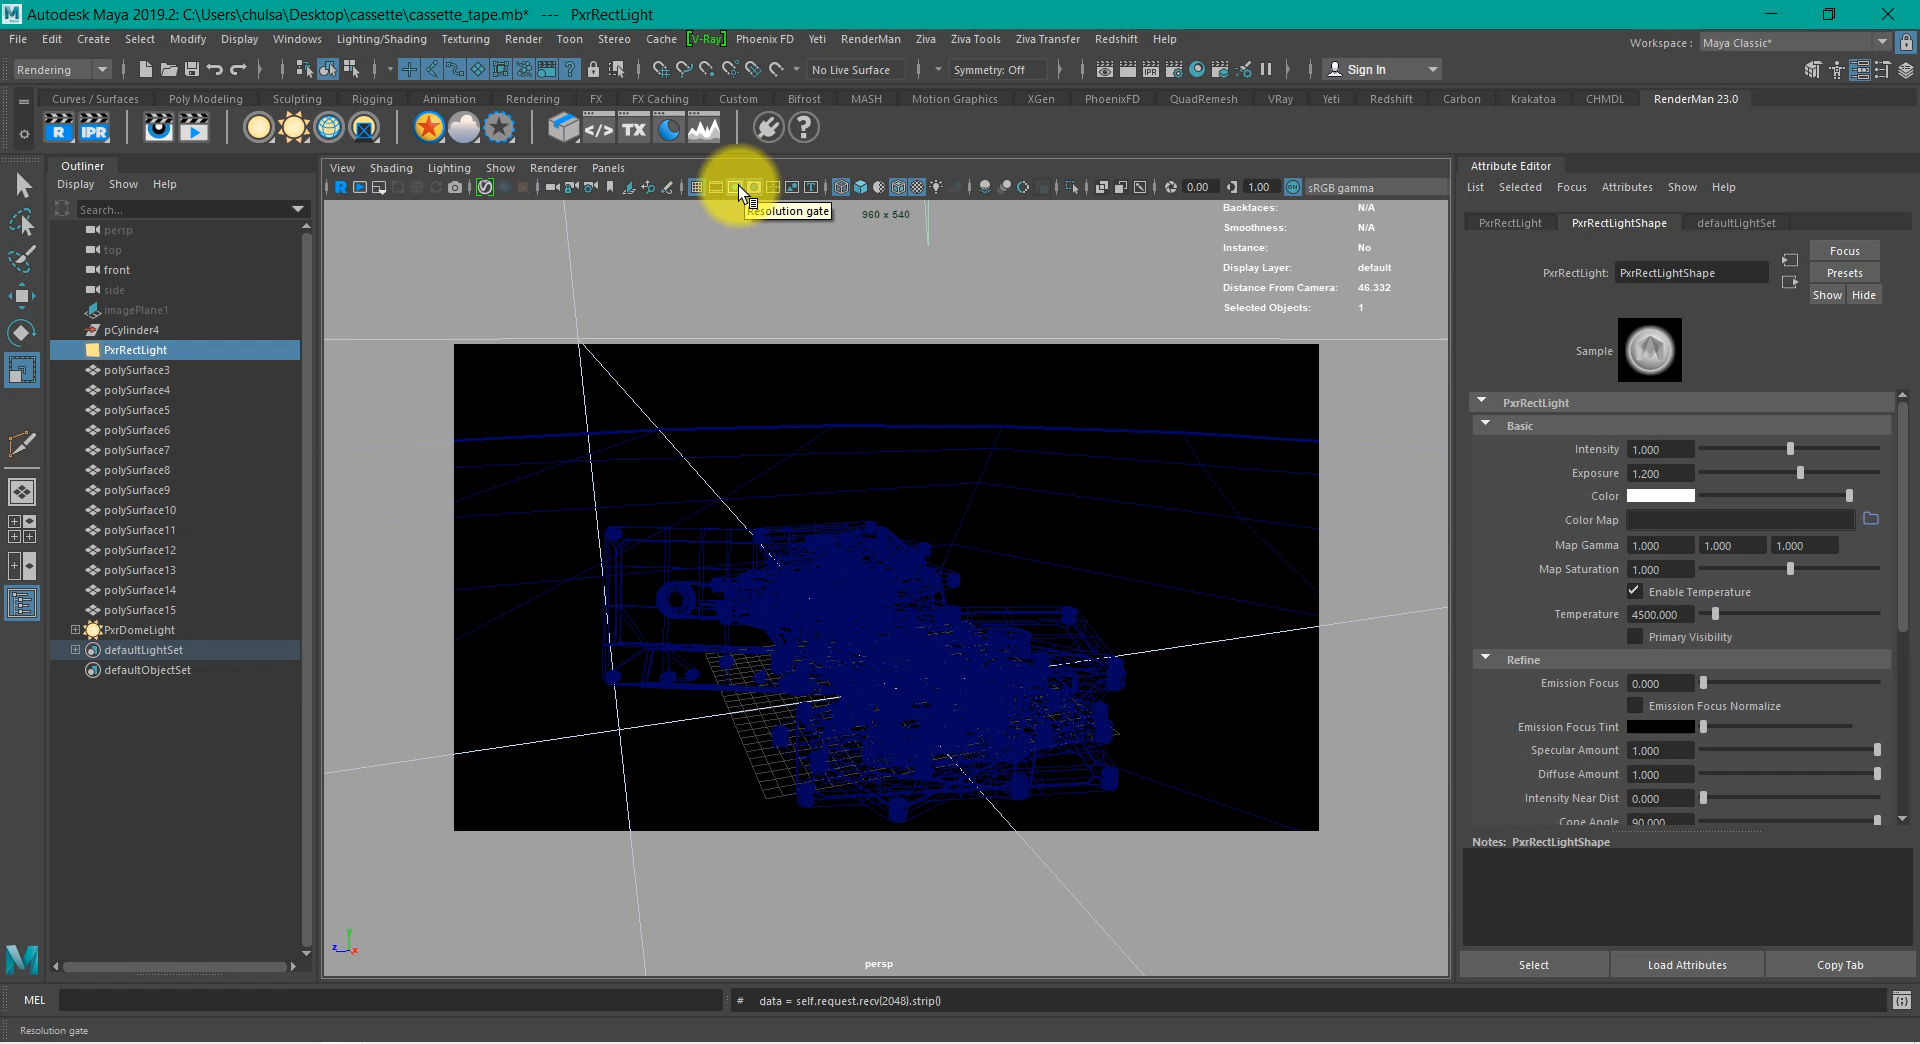 Autodesk Maya 2019.2: C:\Users\chulsa\Desktop\cassette\cassette_tape.mb* --- PxrRectLight
File Edit Create Select Modify Display Windows Lighting/Shading Texturing Render Toon Stereo Cache [V-Ray] Phoenix FD Yeti RenderMan Ziva Ziva Tools Ziva Transfer Redshift Help
Workspace : Maya Classic*
Rendering No Live Surface Symmetry: Off Sign In
Curves / Surfaces Poly Modeling Sculpting Rigging Animation Rendering FX FX Caching Custom Bifrost MASH Motion Graphics XGen PhoenixFD QuadRemesh VRay Yeti Redshift Carbon Krakatoa CHMDL RenderMan 23.0
R IPR </> TX ?
Outliner
Display Show Help
Search...
persp
top
front
side
imagePlane1
pCylinder4
PxrRectLight
polySurface3
polySurface4
polySurface5
polySurface6
polySurface7
polySurface8
polySurface9
polySurface10
polySurface11
polySurface12
polySurface13
polySurface14
polySurface15
PxrDomeLight
defaultLightSet
defaultObjectSet
View Shading Lighting Show Renderer Panels
0.00 1.00 sRGB gamma
Resolution gate
960 x 540
Backfaces: N/A
Smoothness: N/A
Instance: No
Display Layer: default
Distance From Camera: 46.332
Selected Objects: 1
y
z x
persp
Attribute Editor
List Selected Focus Attributes Show Help
PxrRectLight PxrRectLightShape defaultLightSet
PxrRectLight: PxrRectLightShape
Focus
Presets
Show Hide
Sample
PxrRectLight
Basic
Intensity 1.000
Exposure 1.200
Color
Color Map
Map Gamma 1.000 1.000 1.000
Map Saturation 1.000
Enable Temperature
Temperature 4500.000
Primary Visibility
Refine
Emission Focus 0.000
Emission Focus Normalize
Emission Focus Tint
Specular Amount 1.000
Diffuse Amount 1.000
Intensity Near Dist 0.000
Cone Angle 90.000
Notes: PxrRectLightShape
Select Load Attributes Copy Tab
MEL
# data = self.request.recv(2048).strip()
Resolution gate